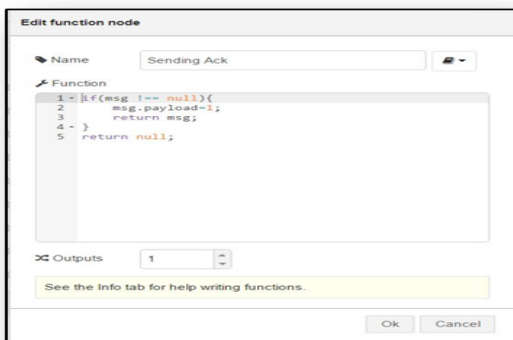 Edit function node
Name
Sending Ack
Function
1 if(msg !== null){
2 msg.payload=1;
3 return msg;
4 }
5 return null;
Outputs
1
See the Info tab for help writing functions.
Ok Cancel